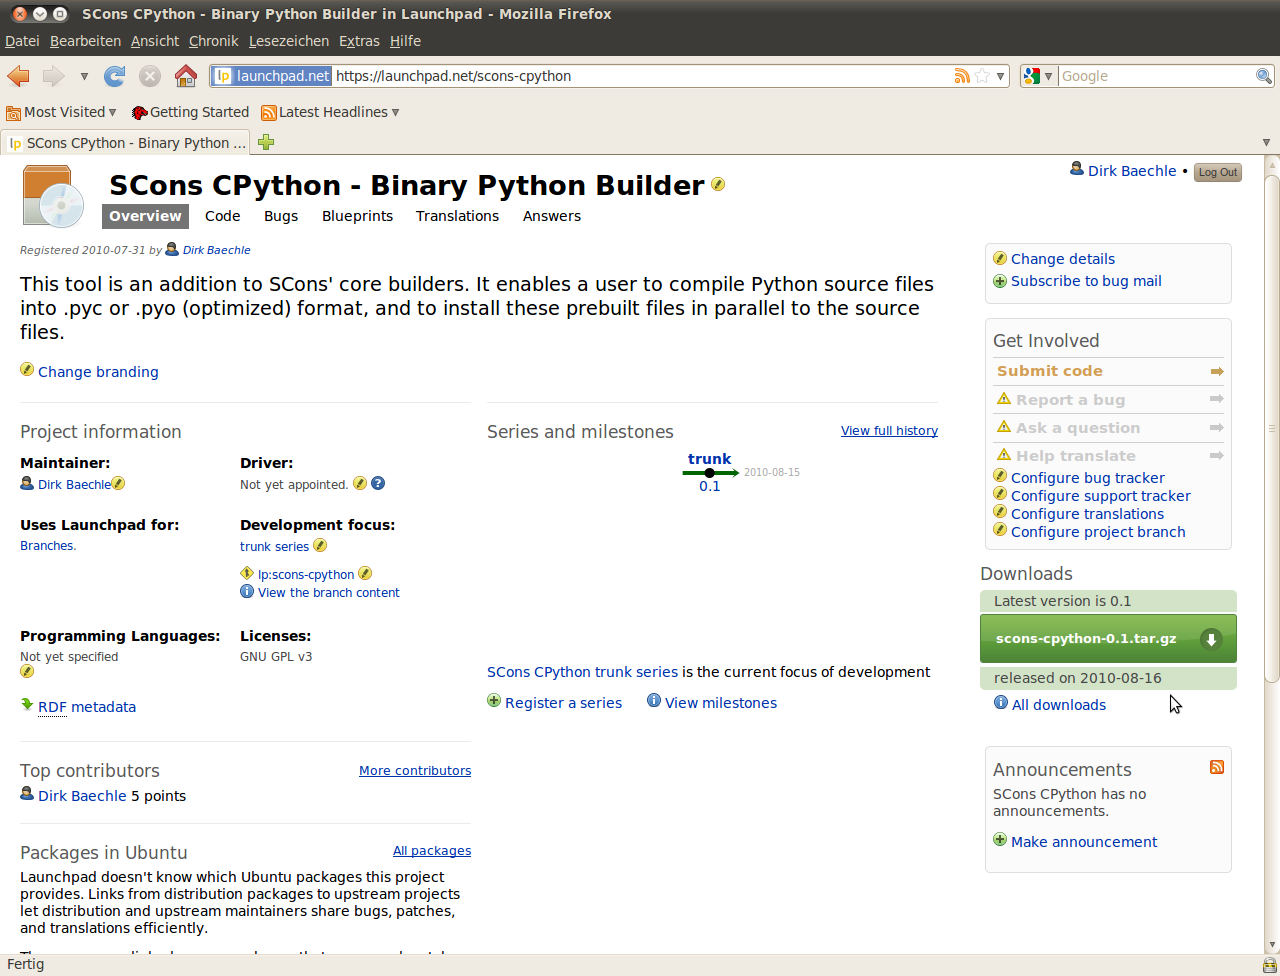 SCons CPython - Binary Python Builder in Launchpad - Mozilla Firefox
Datei Bearbeiten Ansicht Chronik Lesezeichen Extras Hilfe
lp launchpad.net https://launchpad.net/scons-cpython Google
Most Visited Getting Started Latest Headlines
lp SCons CPython - Binary Python ...
Dirk Baechle • Log Out
SCons CPython - Binary Python Builder
Overview Code Bugs Blueprints Translations Answers
Registered 2010-07-31 by Dirk Baechle
This tool is an addition to SCons' core builders. It enables a user to compile Python source files
into .pyc or .pyo (optimized) format, and to install these prebuilt files in parallel to the source
files.
Change branding
Project information
Maintainer:
Dirk Baechle
Driver:
Not yet appointed.
Uses Launchpad for:
Branches.
Development focus:
trunk series
lp:scons-cpython
View the branch content
Programming Languages:
Not yet specified
Licenses:
GNU GPL v3
RDF metadata
Series and milestones View full history
trunk
2010-08-15
0.1
SCons CPython trunk series is the current focus of development
Register a series View milestones
Top contributors More contributors
Dirk Baechle 5 points
Packages in Ubuntu All packages
Launchpad doesn't know which Ubuntu packages this project
provides. Links from distribution packages to upstream projects
let distribution and upstream maintainers share bugs, patches,
and translations efficiently.
Change details
Subscribe to bug mail
Get Involved
Submit code
Report a bug
Ask a question
Help translate
Configure bug tracker
Configure support tracker
Configure translations
Configure project branch
Downloads
Latest version is 0.1
scons-cpython-0.1.tar.gz
released on 2010-08-16
All downloads
Announcements
SCons CPython has no
announcements.
Make announcement
Fertig